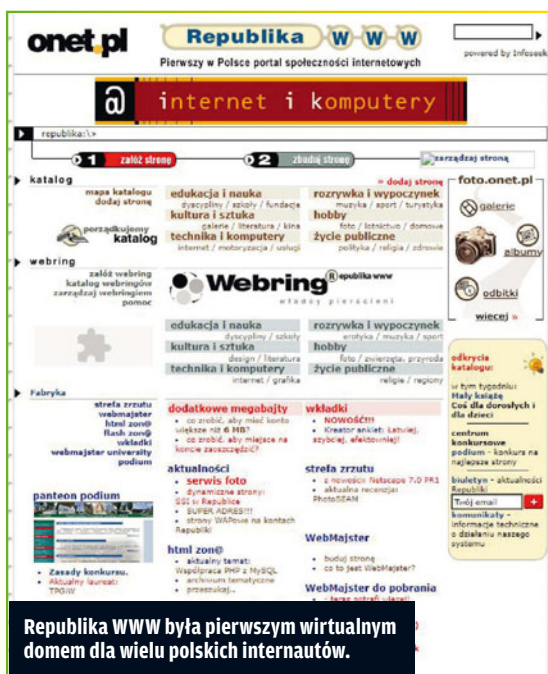 onet.pl
Republika W W W
Pierwszy w Polsce portal społeczności internetowych
powered by Infoseek
@ internet i komputery
republika:\>
1 załóż stronę
2 zbuduj stronę
zarządzaj stroną
katalog
» dodaj stronę
mapa katalogu
dodaj stronę
porządkujemy
katalog
edukacja i nauka
dyscypliny / szkoły / fundacje
kultura i sztuka
galerie / literatura / kina
technika i komputery
internet / motoryzacja / usługi
rozrywka i wypoczynek
muzyka / sport / turystyka
hobby
foto / lotnictwo / domowe
życie publiczne
polityka / religia / zdrowie
foto.onet.pl
galerie
albumy
odbitki
więcej »
webring
załóż webring
katalog webringów
zarządzaj webringiem
pomoc
Webring Republika www
władcy pierścieni
edukacja i nauka
dyscypliny / szkoły
kultura i sztuka
design / literatura
technika i komputery
internet / grafika
rozrywka i wypoczynek
erotyka / muzyka / sport
hobby
foto / zwierzęta, przyroda
życie publiczne
religie / regiony
odkrycia
katalogu:
w tym tygodniu:
Mały książę
Coś dla dorosłych i
dla dzieci
centrum
konkursowe
podium - konkurs na
najlepsze strony
biuletyn - aktualności
Republiki
Twój email
komunikaty -
informacje techniczne
o działaniu naszego
systemu
Fabryka
strefa zrzutu
webmajster
html zon@
flash zon@
wkładki
webmajster university
podium
panteon podium
• Zasady konkursu.
• Aktualny laureat:
TPGiW
dodatkowe megabajty
• co zrobić, aby mieć konto
większe niż 6 MB?
• co zrobić, aby miejsce na
koncie zaoszczędzić?
aktualności
• serwis foto
• dynamiczne strony:
SSI w Republice
• SUPER ADRES!!!
• strony WAPowe na kontach
Republiki
html zon@
• aktualny temat:
Współpraca PHP z MySQL
• archiwum tematyczne
• przeszukaj..
wkładki
• NOWOŚĆ!!!
• Kreator ankiet: Łatwiej,
szybciej, efektowniej!
strefa zrzutu
• z nowości: Netscape 7.0 PR1
• aktualna recenzja:
PhotoSEAM
WebMajster
• buduj stronę
• co to jest WebMajster?
WebMajster do pobrania
Republika WWW była pierwszym wirtualnym
domem dla wielu polskich internautów.